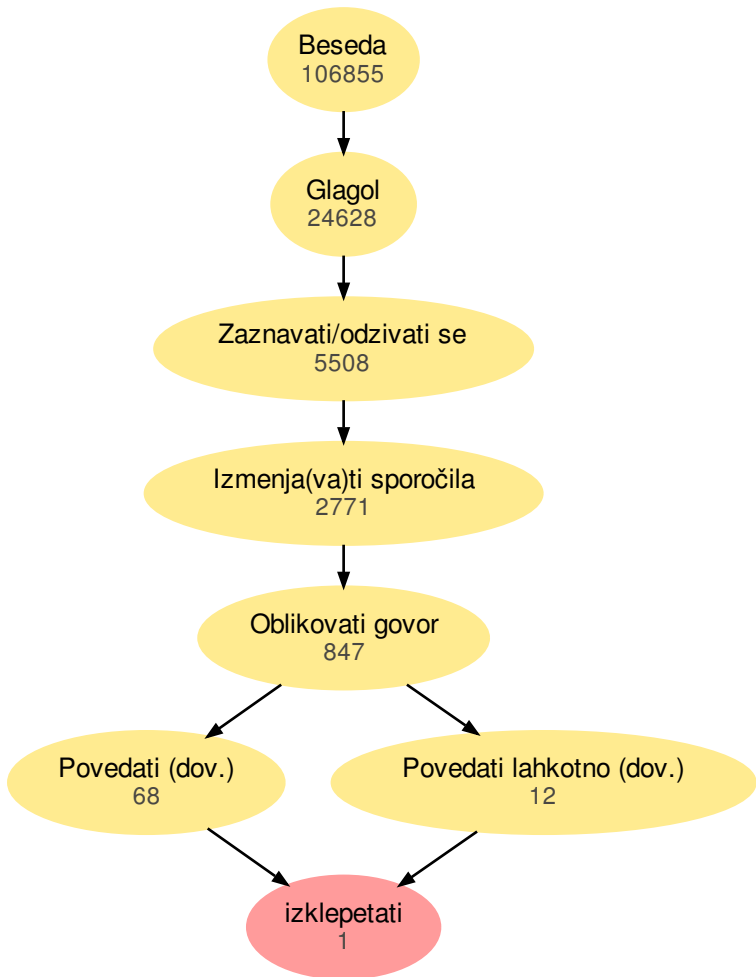 Beseda
106855
Glagol
24628
Zaznavati/odzivati se
5508
Izmenja(va)ti sporočila
2771
Oblikovati govor
847
Povedati (dov.)
68
Povedati lahkotno (dov.)
12
izklepetati
1